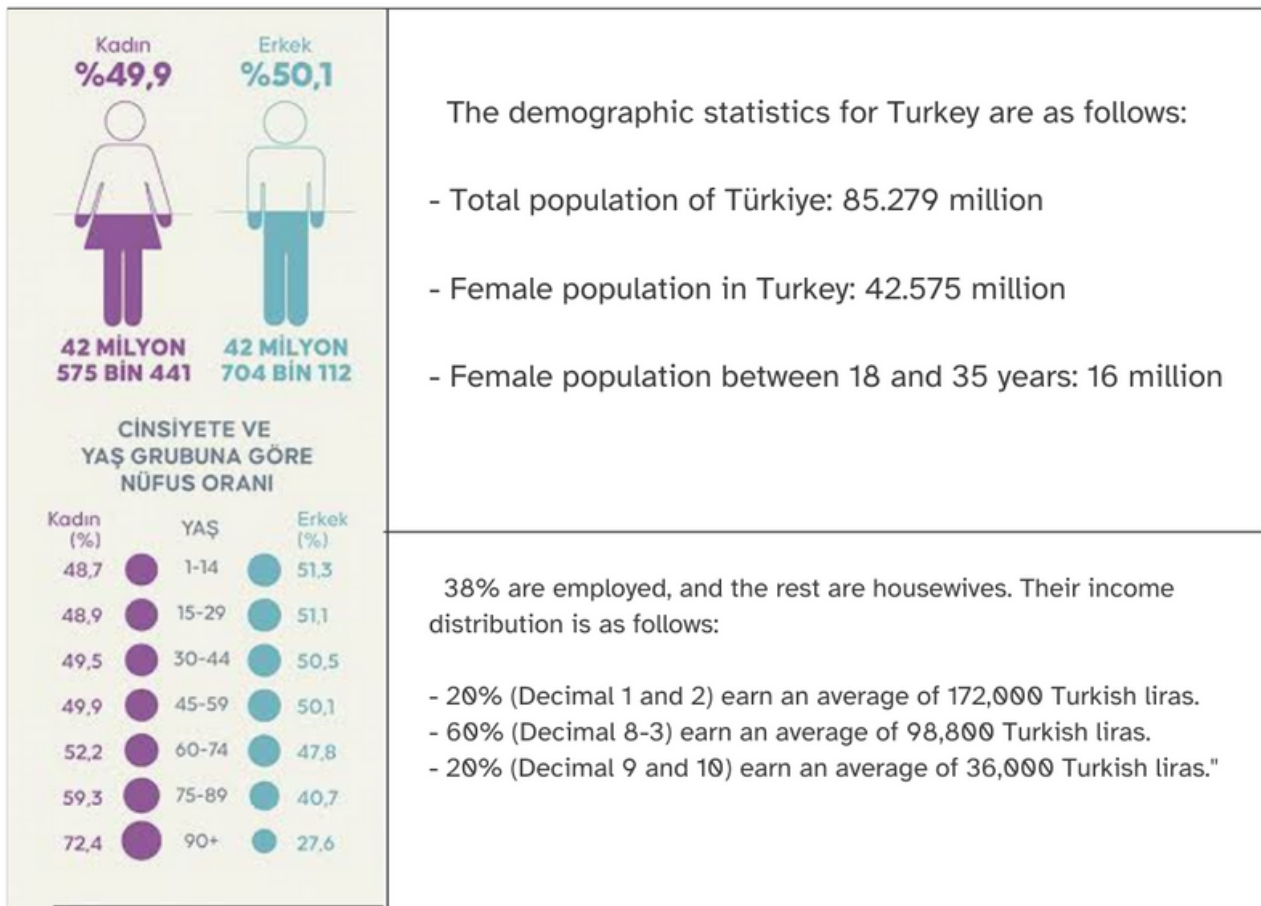 Kadın Erkek
%49,9 %50,1
42 MİLYON 42 MİLYON
575 BİN 441 704 BİN 112
CİNSİYETE VE
YAŞ GRUBUNA GÖRE
NÜFUS ORANI
Kadın Erkek
(%) YAŞ (%)
48,7 1-14 51,3
48,9 15-29 51,1
49,5 30-44 50,5
49,9 45-59 50,1
52,2 60-74 47,8
59,3 75-89 40,7
72,4 90+ 27,6
The demographic statistics for Turkey are as follows:
- Total population of Türkiye: 85.279 million
- Female population in Turkey: 42.575 million
- Female population between 18 and 35 years: 16 million
38% are employed, and the rest are housewives. Their income
distribution is as follows:
- 20% (Decimal 1 and 2) earn an average of 172,000 Turkish liras.
- 60% (Decimal 8-3) earn an average of 98,800 Turkish liras.
- 20% (Decimal 9 and 10) earn an average of 36,000 Turkish liras."